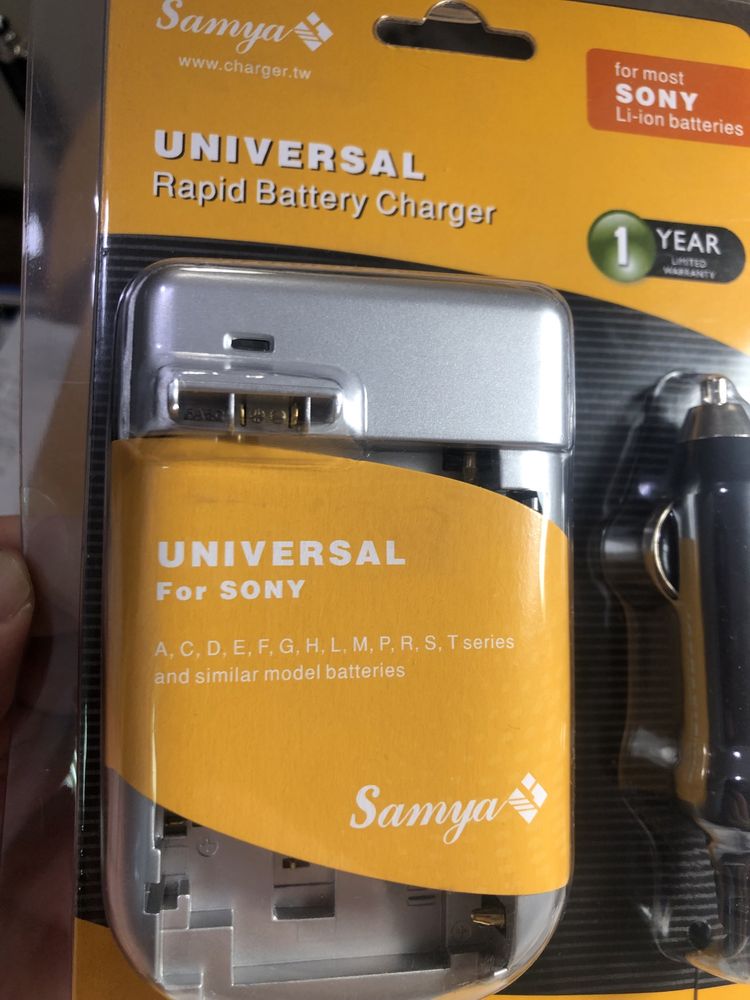 Samya
www.charger.tw
for most
SONY
Li-ion batteries
UNIVERSAL
Rapid Battery Charger
1 YEAR
LIMITED
WARRANTY
UNIVERSAL
For SONY
A, C, D, E, F, G, H, L, M, P, R, S, T series
and similar model batteries
Samya